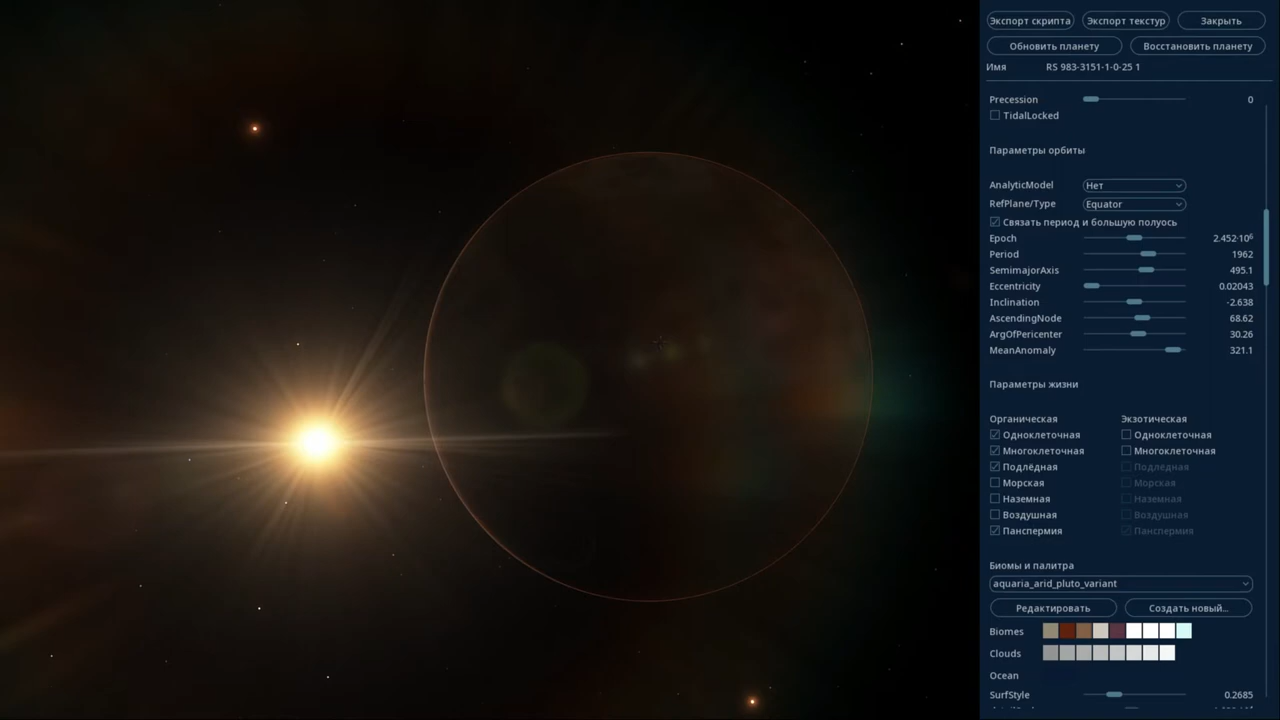 Экспорт скрипта Экспорт текстур Закрыть
Обновить планету Восстановить планету
Имя RS 983-3151-1-0-25 1
Precession 0
TidalLocked
Параметры орбиты
AnalyticModel Нет
RefPlane/Type Equator
Связать период и большую полуось
Epoch 2.452·10⁶
Period 1962
SemimajorAxis 495.1
Eccentricity 0.02043
Inclination -2.638
AscendingNode 68.62
ArgOfPericenter 30.26
MeanAnomaly 321.1
Параметры жизни
Органическая Экзотическая
Одноклеточная Одноклеточная
Многоклеточная Многоклеточная
Подлёдная Подлёдная
Морская Морская
Наземная Наземная
Воздушная Воздушная
Панспермия Панспермия
Биомы и палитра
aquaria_arid_pluto_variant
Редактировать Создать новый...
Biomes
Clouds
Ocean
SurfStyle 0.2685